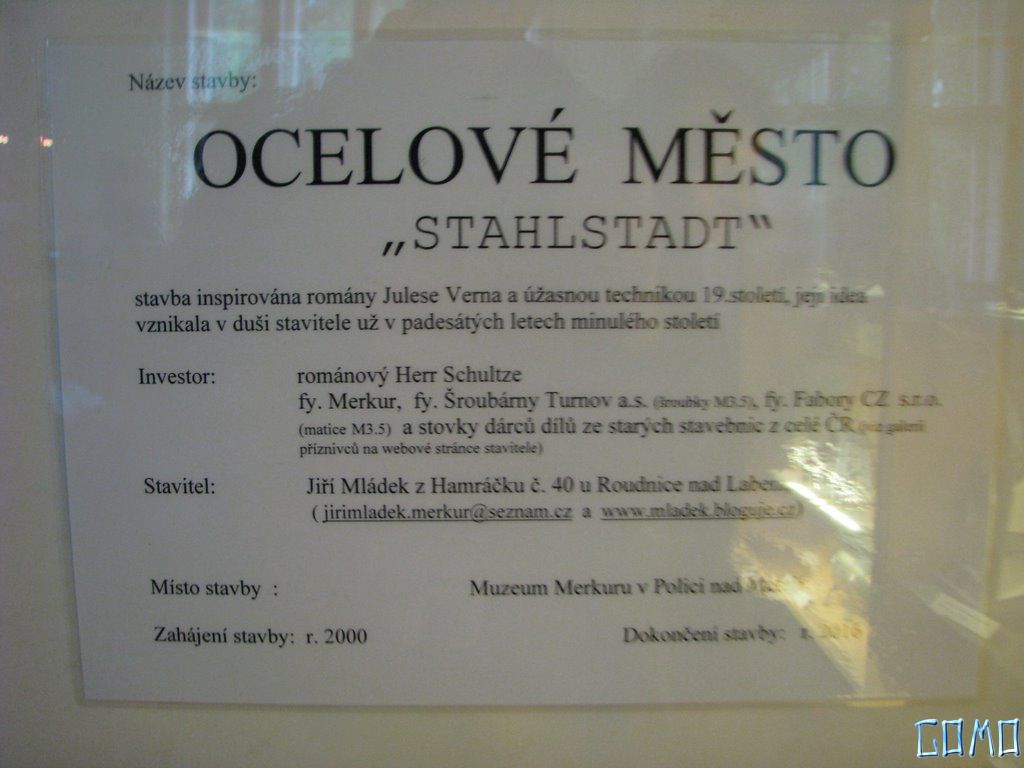 Název stavby:
OCELOVÉ MĚSTO
„STAHLSTADT“
stavba inspirována romány Julese Verna a úžasnou technikou 19.století, její idea
vznikala v duši stavitele už v padesátých letech minulého století
Investor: románový Herr Schultze
fy. Merkur, fy. Šroubárny Turnov a.s. (šroubky M3.5), fy. Fabory CZ s.r.o.
(matice M3.5) a stovky dárců dílů ze starých stavebnic z celé ČR (viz galerii
příznivců na webové stránce stavitele)
Stavitel: Jiří Mládek z Hamráčku č. 40 u Roudnice nad
(jirimladek.merkur@seznam.cz a www.mladek.bloguje.cz)
Místo stavby : Muzeum Merkuru v Polici nad
Zahájení stavby: r. 2000 Dokončení stavby: r.
GOMO